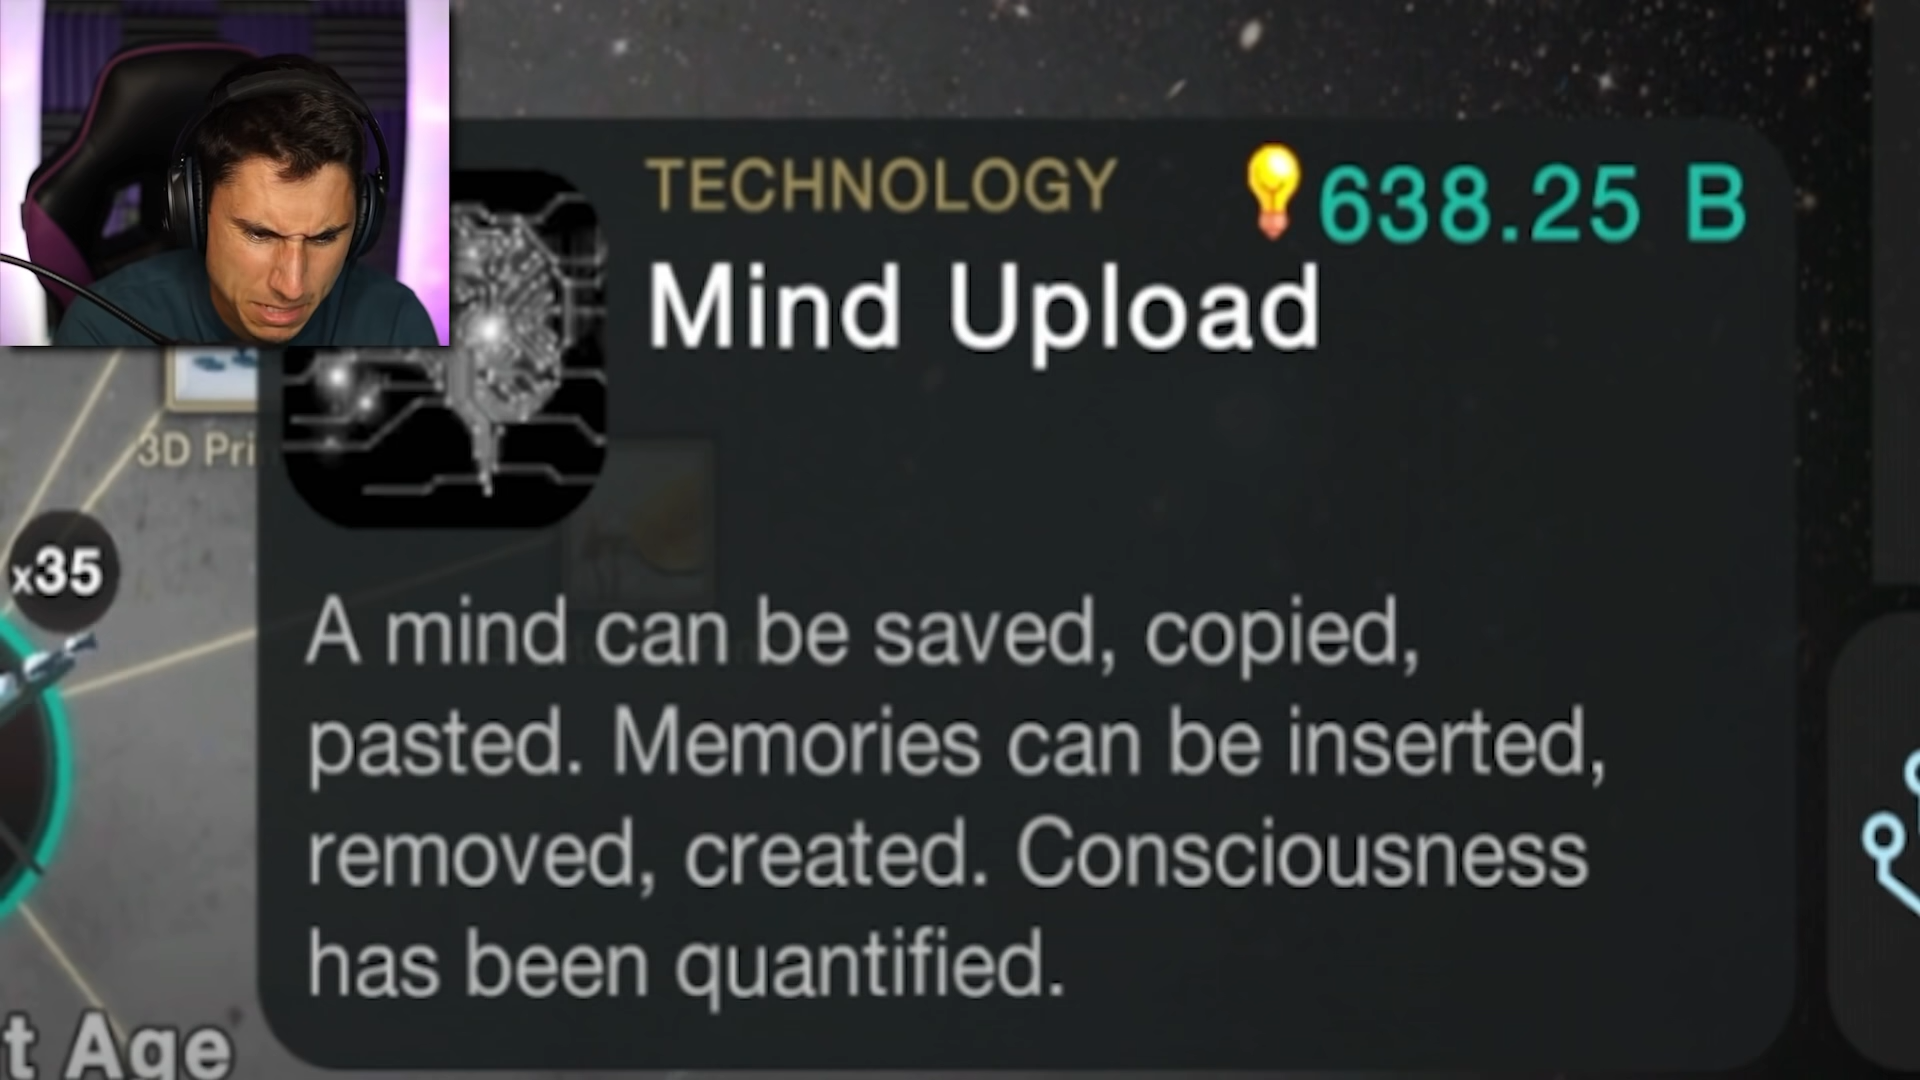 TECHNOLOGY
638.25 B
Mind Upload
3D Pri
x35
A mind can be saved, copied,
pasted. Memories can be inserted,
removed, created. Consciousness
has been quantified.
t Age